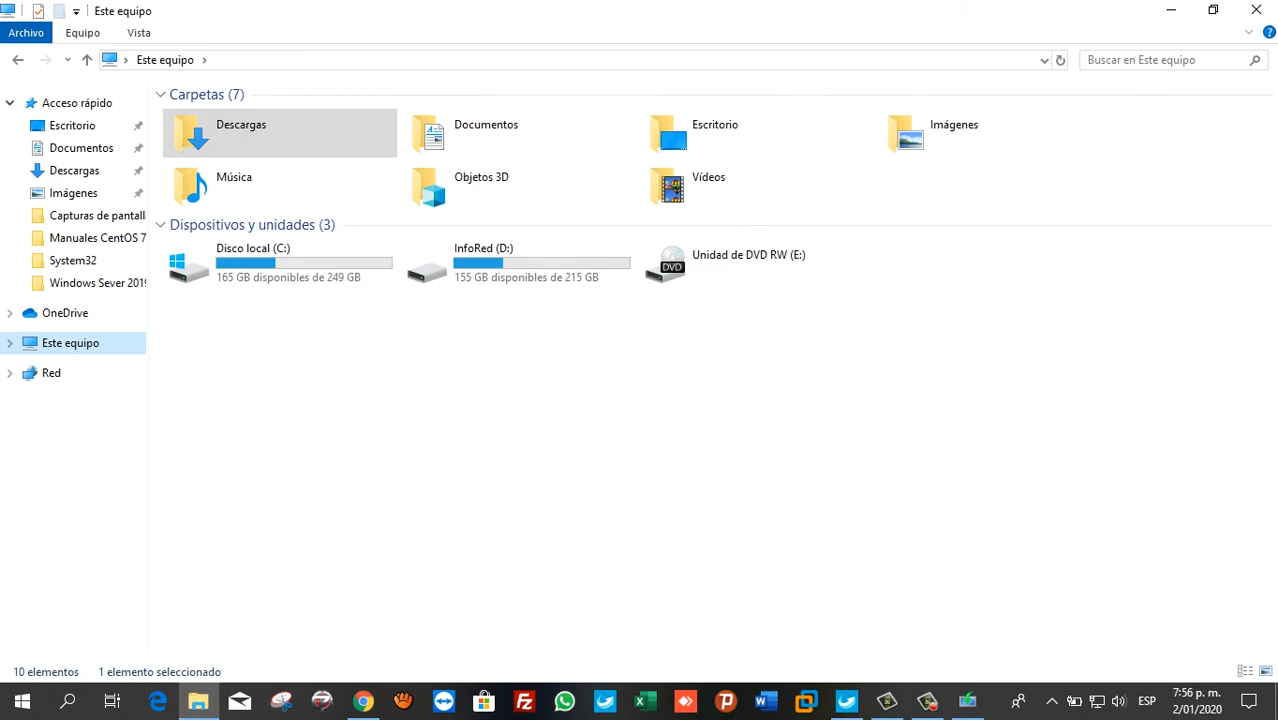 Este equipo
Archivo Equipo Vista
Este equipo
Buscar en Este equipo
Acceso rápido
Escritorio
Documentos
Descargas
Imágenes
Capturas de pantall
Manuales CentOS 7
System32
Windows Sever 2019
OneDrive
Este equipo
Red
Carpetas (7)
Descargas
Documentos
Escritorio
Imágenes
Música
Objetos 3D
Vídeos
Dispositivos y unidades (3)
Disco local (C:)
165 GB disponibles de 249 GB
InfoRed (D:)
155 GB disponibles de 215 GB
DVD
Unidad de DVD RW (E:)
10 elementos 1 elemento seleccionado
ESP
7:56 p. m.
2/01/2020